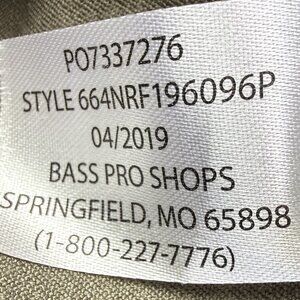 PO7337276
STYLE 664NRF196096P
04/2019
BASS PRO SHOPS
SPRINGFIELD, MO 65898
(1-800-227-7776)